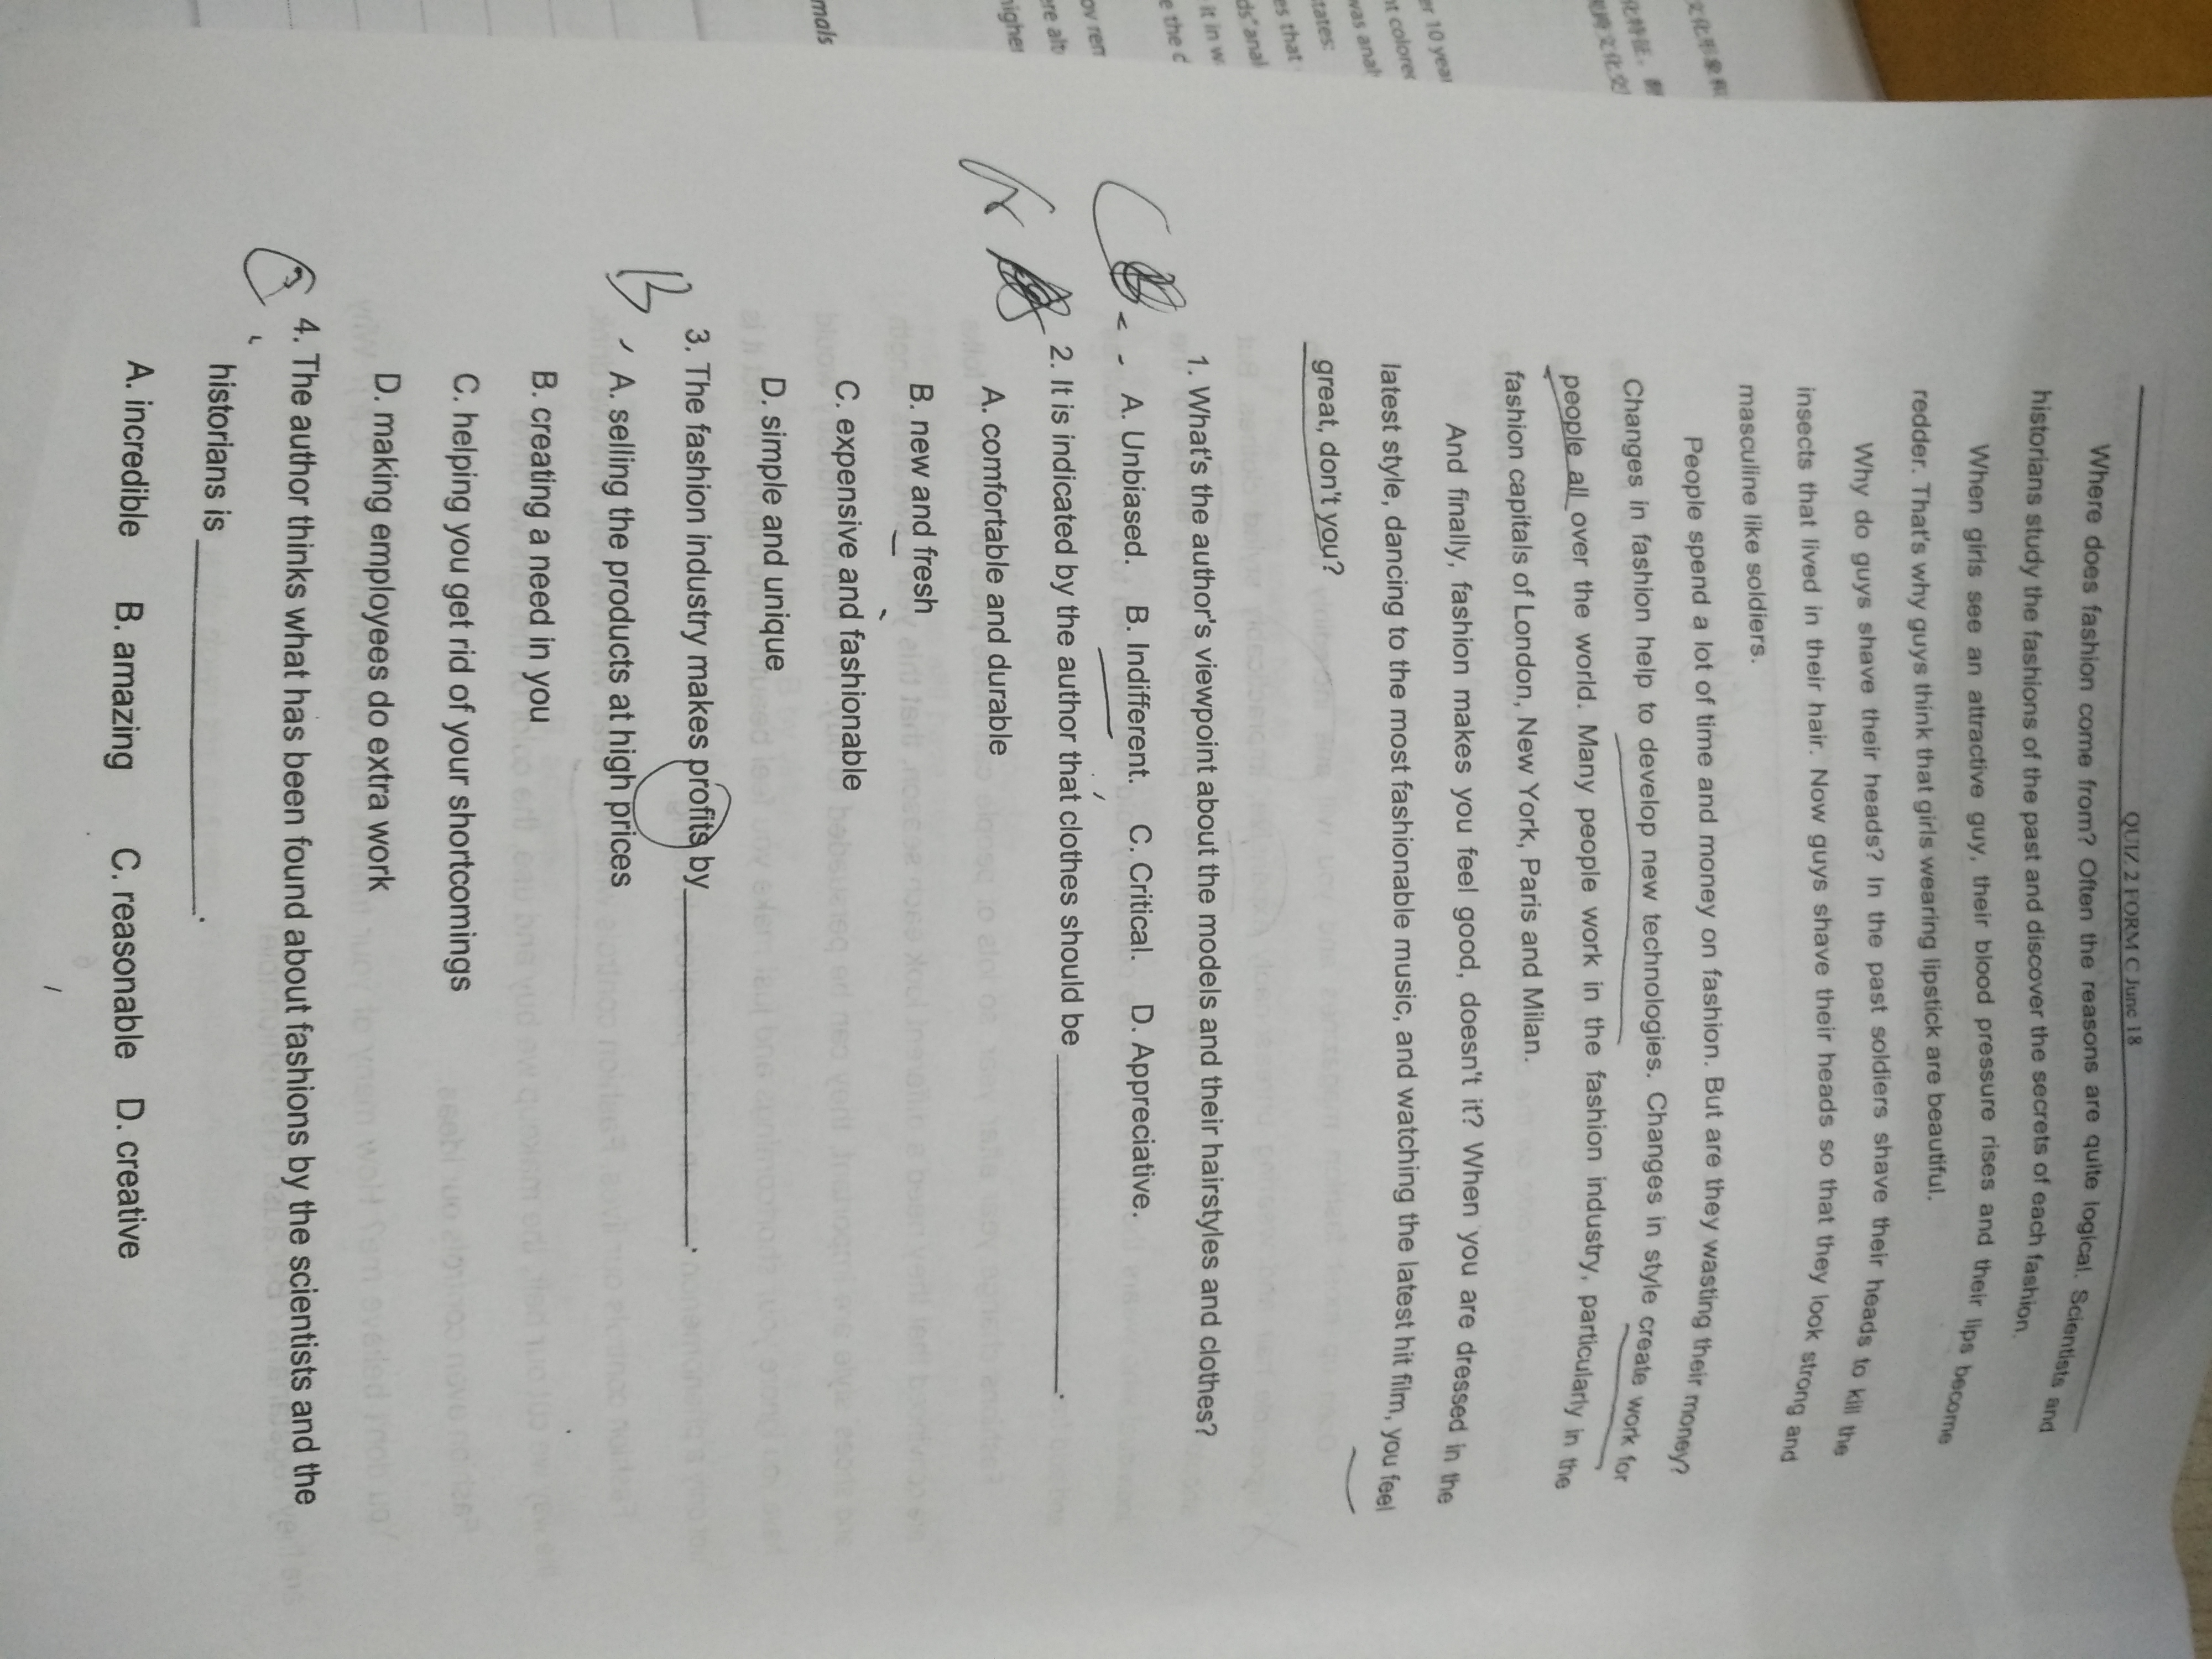 QUIZ 2 FORM C June 18
Where does fashion come from? Often the reasons are quite logical. Scientists and
historians study the fashions of the past and discover the secrets of each fashion.
When girls see an attractive guy, their blood pressure rises and their lips become
redder. That's why guys think that girls wearing lipstick are beautiful.
Why do guys shave their heads? In the past soldiers shave their heads to kill the
insects that lived in their hair. Now guys shave their heads so that they look strong and
masculine like soldiers.
People spend a lot of time and money on fashion. But are they wasting their money?
Changes in fashion help to develop new technologies. Changes in style create work for
people all over the world. Many people work in the fashion industry, particularly in the
fashion capitals of London, New York, Paris and Milan.
And finally, fashion makes you feel good, doesn't it? When you are dressed in the
latest style, dancing to the most fashionable music, and watching the latest hit film, you feel
great, don't you?
1. What's the author's viewpoint about the models and their hairstyles and clothes?
A. Unbiased. B. Indifferent. C. Critical. D. Appreciative.
2. It is indicated by the author that clothes should be ____.
A. comfortable and durable
B. new and fresh
C. expensive and fashionable
D. simple and unique
3. The fashion industry makes profits by ____.
B A. selling the products at high prices
B. creating a need in you
C. helping you get rid of your shortcomings
D. making employees do extra work
4. The author thinks what has been found about fashions by the scientists and the
historians is ____.
A. incredible B. amazing C. reasonable D. creative